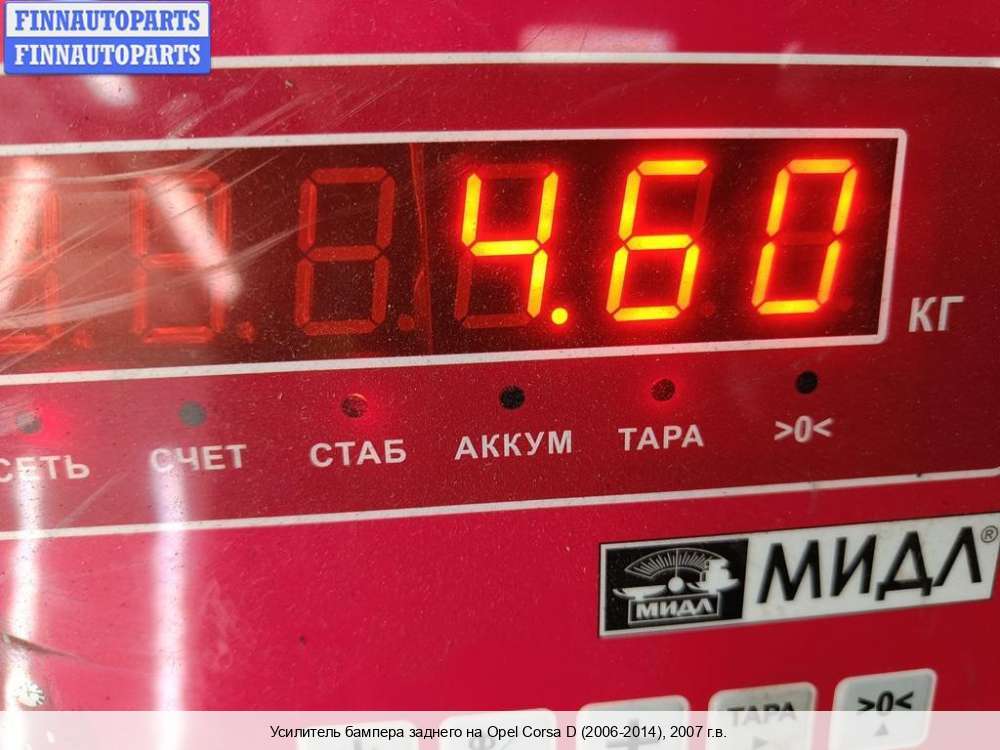 FINNAUTOPARTS
FINNAUTOPARTS
4.60
КГ
СЕТЬ СЧЕТ СТАБ АККУМ ТАРА >0<
МИДЛ МИДЛ®
ТАРА >0<
Усилитель бампера заднего на Opel Corsa D (2006-2014), 2007 г.в.